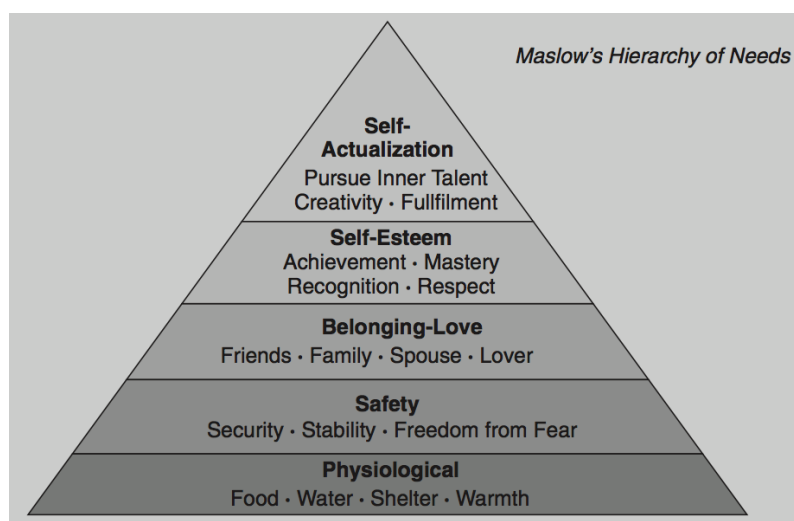 Maslow's Hierarchy of Needs
Self-
Actualization
Pursue Inner Talent
Creativity • Fullfilment
Self-Esteem
Achievement • Mastery
Recognition • Respect
Belonging-Love
Friends • Family • Spouse • Lover
Safety
Security • Stability • Freedom from Fear
Physiological
Food • Water • Shelter • Warmth